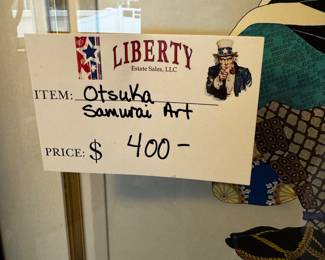 LIBERTY
Estate Sales, LLC
ITEM: Otsuka
Samurai Art
PRICE: $ 400-